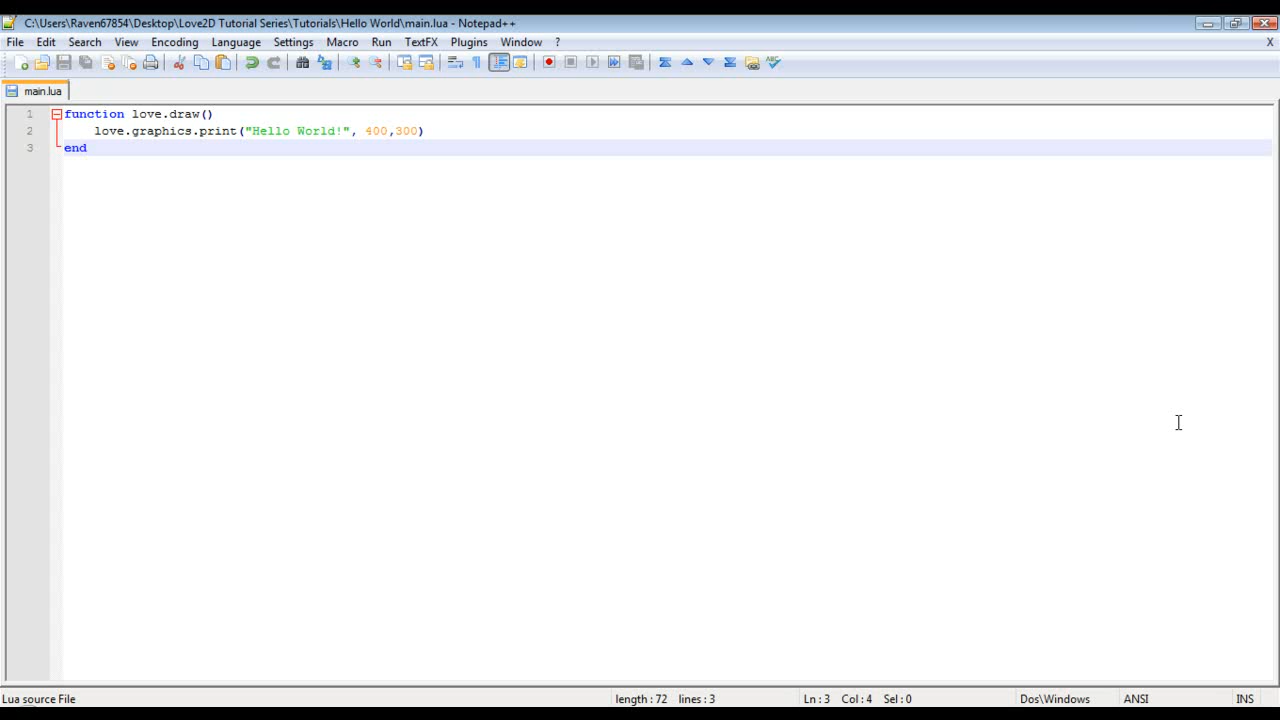 C:\Users\Raven67854\Desktop\Love2D Tutorial Series\Tutorials\Hello World\main.lua - Notepad++
File Edit Search View Encoding Language Settings Macro Run TextFX Plugins Window ? X
main.lua
1 function love.draw()
2 love.graphics.print("Hello World!", 400,300)
3 end
Lua source File length : 72 lines : 3 Ln : 3 Col : 4 Sel : 0 Dos\Windows ANSI INS